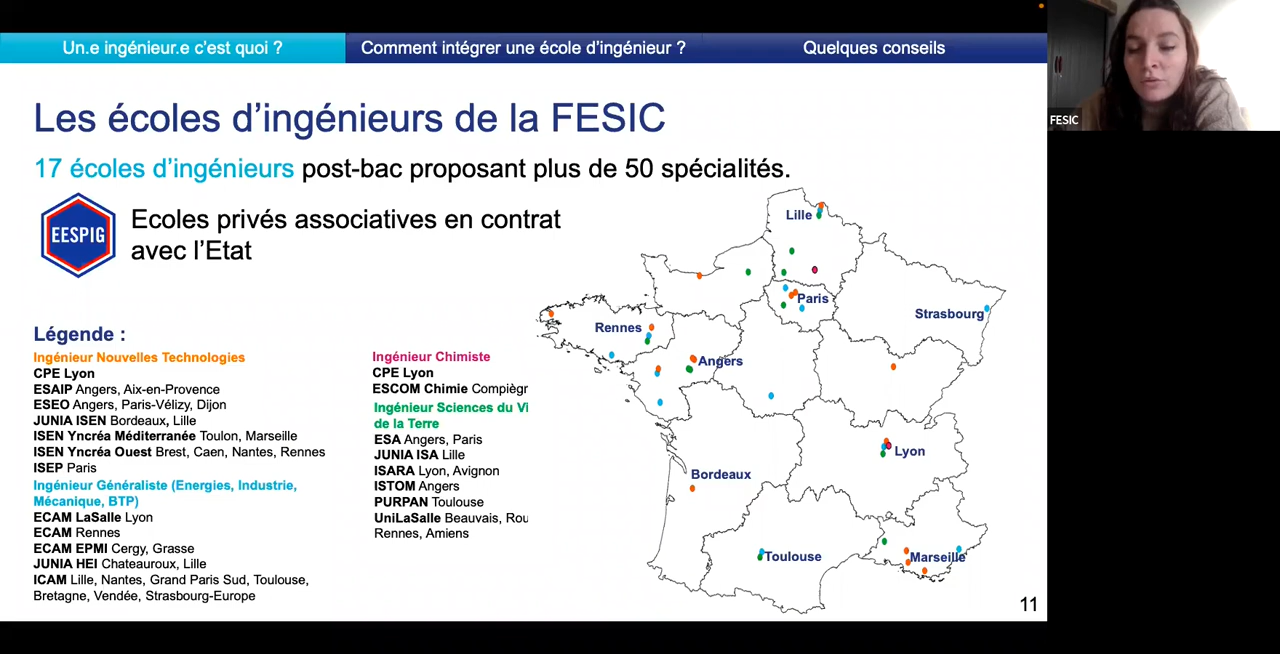 Un.e ingénieur.e c'est quoi ?
Comment intégrer une école d'ingénieur ?
Quelques conseils
FESIC
Les écoles d'ingénieurs de la FESIC
17 écoles d'ingénieurs post-bac proposant plus de 50 spécialités.
EESPIG
Ecoles privés associatives en contrat
avec l'Etat
Légende :
Ingénieur Nouvelles Technologies
CPE Lyon
ESAIP Angers, Aix-en-Provence
ESEO Angers, Paris-Vélizy, Dijon
JUNIA ISEN Bordeaux, Lille
ISEN Yncréa Méditerranée Toulon, Marseille
ISEN Yncréa Ouest Brest, Caen, Nantes, Rennes
ISEP Paris
Ingénieur Généraliste (Energies, Industrie,
Mécanique, BTP)
ECAM LaSalle Lyon
ECAM Rennes
ECAM EPMI Cergy, Grasse
JUNIA HEI Chateauroux, Lille
ICAM Lille, Nantes, Grand Paris Sud, Toulouse,
Bretagne, Vendée, Strasbourg-Europe
Ingénieur Chimiste
CPE Lyon
ESCOM Chimie Compiègn
Ingénieur Sciences du Vi
de la Terre
ESA Angers, Paris
JUNIA ISA Lille
ISARA Lyon, Avignon
ISTOM Angers
PURPAN Toulouse
UniLaSalle Beauvais, Rou
Rennes, Amiens
Lille
Paris
Strasbourg
Rennes
Angers
Lyon
Bordeaux
Toulouse
Marseille
11